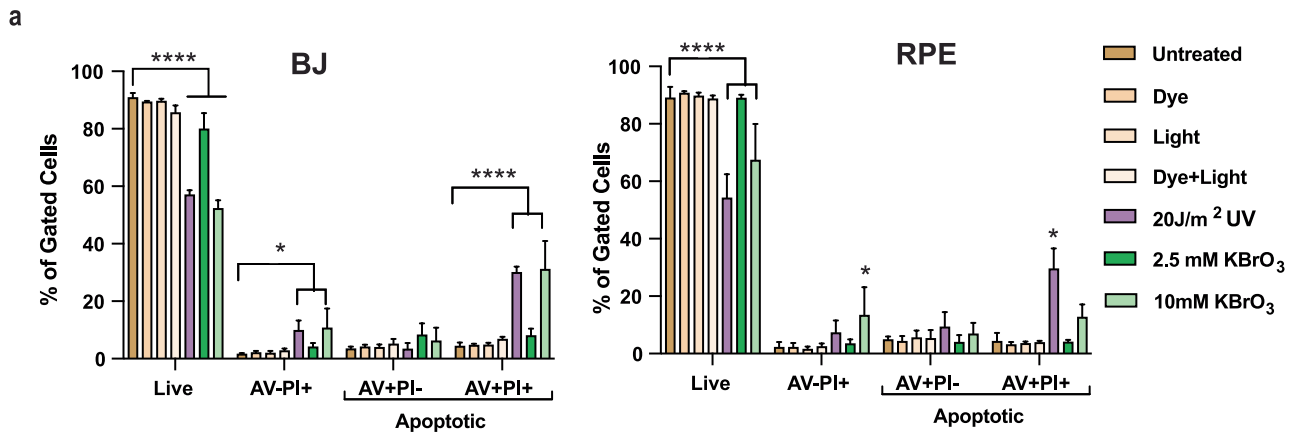 a
BJ
% of Gated Cells
100
80
60
40
20
0
****
*
****
Live
AV-PI+
AV+PI-
AV+PI+
Apoptotic
RPE
% of Gated Cells
100
80
60
40
20
0
****
*
*
Live
AV-PI+
AV+PI-
AV+PI+
Apoptotic
Untreated
Dye
Light
Dye+Light
20J/m ² UV
2.5 mM KBrO₃
10mM KBrO₃